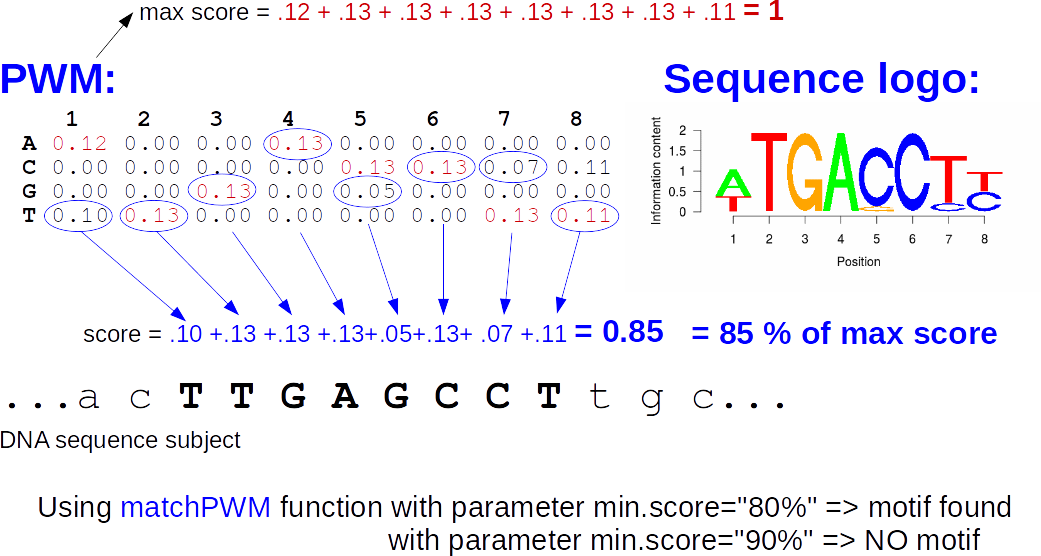 max score = .12 + .13 + .13 + .13 + .13 + .13 + .13 + .11 = 1
PWM:
Sequence logo:
1 2 3 4 5 6 7 8
A 0.12 0.00 0.00 0.13 0.00 0.00 0.00 0.00
C 0.00 0.00 0.00 0.00 0.13 0.13 0.07 0.11
G 0.00 0.00 0.13 0.00 0.05 0.00 0.00 0.00
T 0.10 0.13 0.00 0.00 0.00 0.00 0.13 0.11
Information content
2
1.5
1
0.5
0
A T G A C C T T
T C C
1 2 3 4 5 6 7 8
Position
score = .10 +.13 +.13 +.13+.05+.13+ .07 +.11 = 0.85 = 85 % of max score
...a c T T G A G C C T t g c...
DNA sequence subject
Using matchPWM function with parameter min.score="80%" => motif found
with parameter min.score="90%" => NO motif